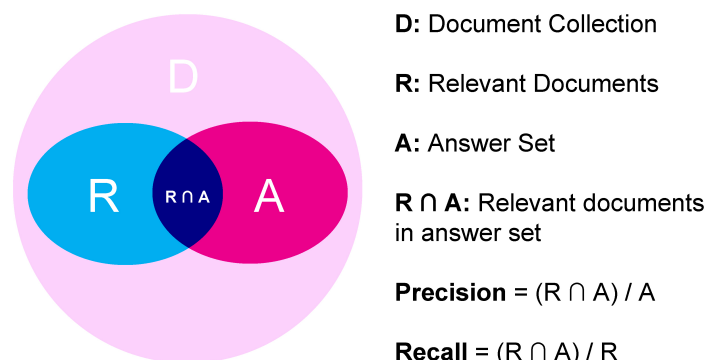 D
R
R ∩ A
A
D: Document Collection
R: Relevant Documents
A: Answer Set
R ∩ A: Relevant documents
in answer set
Precision = (R ∩ A) / A
Recall = (R ∩ A) / R